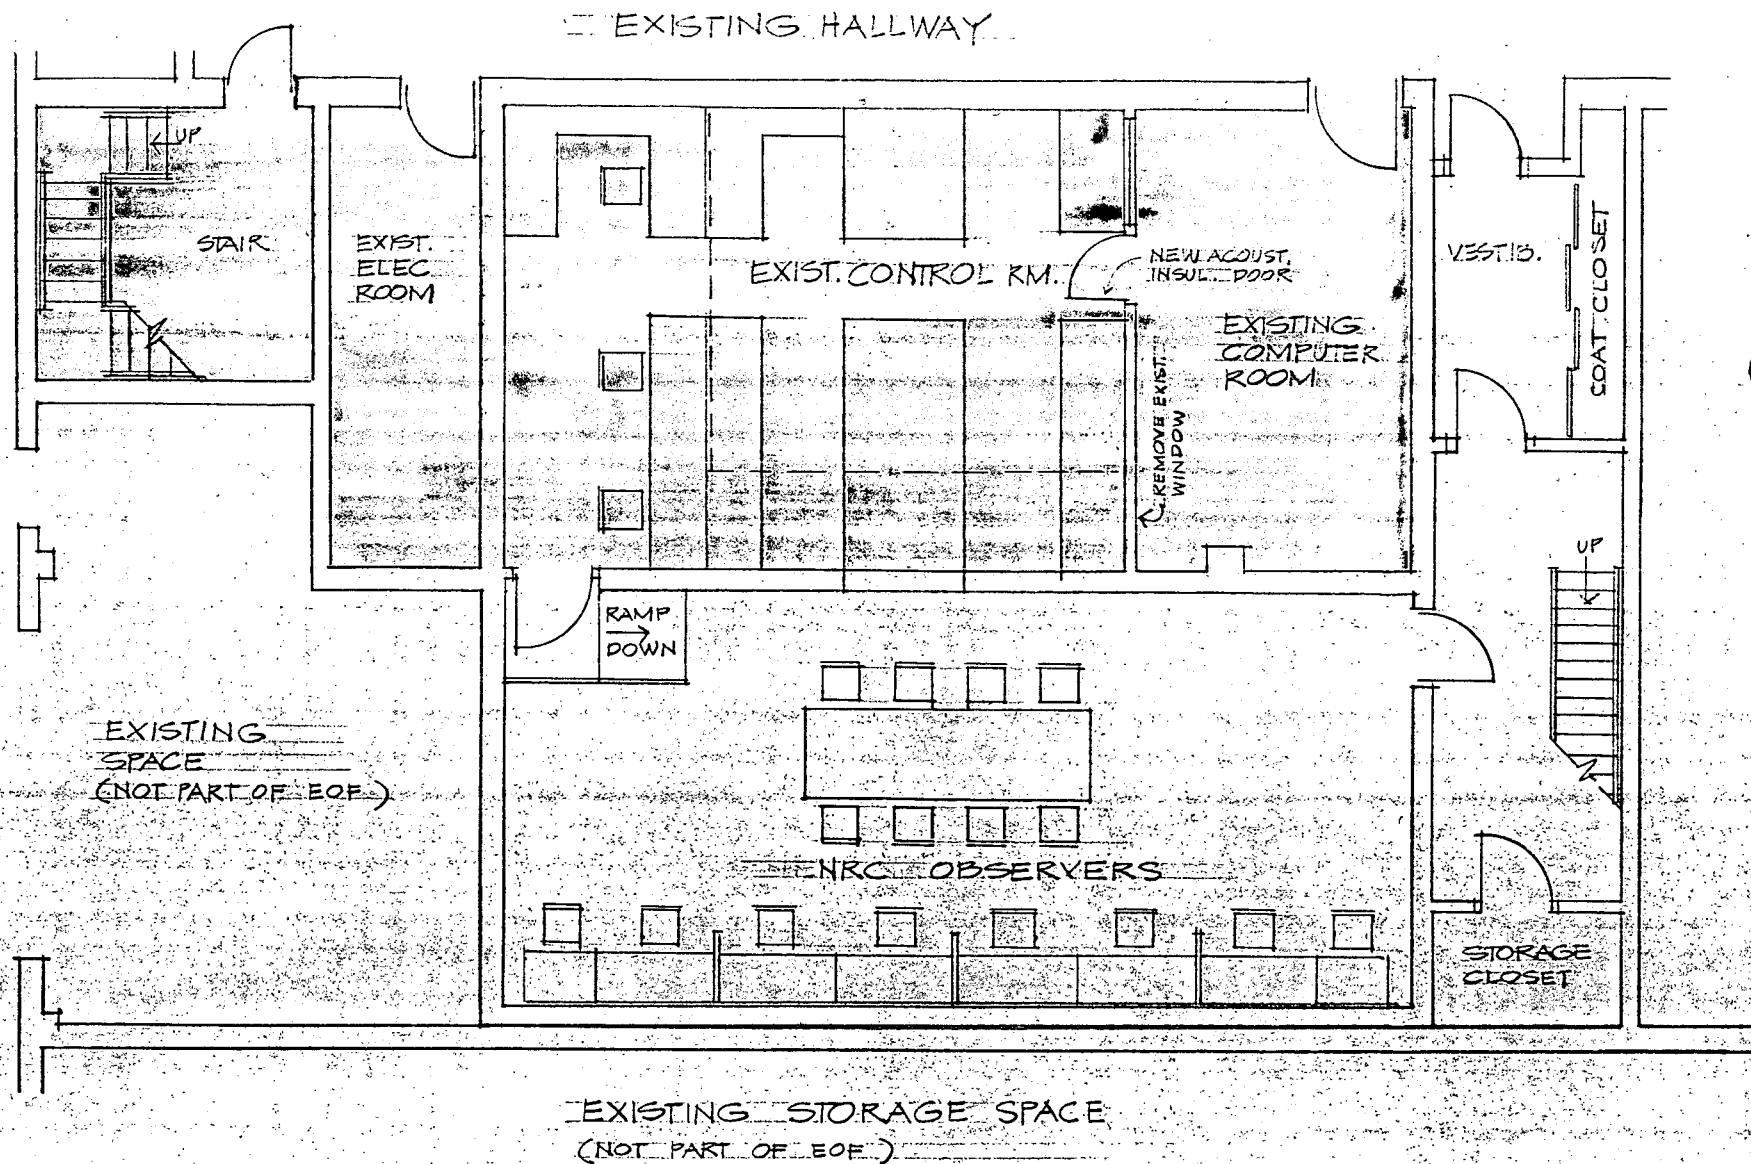 EXISTING HALLWAY
UP
STAIR
EXIST.
ELEC.
ROOM
EXIST. CONTROL RM.
NEW ACOUST.
INSUL. DOOR
EXISTING
COMPUTER
ROOM
REMOVE EXIST.
WINDOW
VESTIB.
COAT CLOSET
UP
RAMP
DOWN
EXISTING
SPACE
(NOT PART OF EOF)
NRC OBSERVERS
STORAGE
CLOSET
EXISTING STORAGE SPACE
(NOT PART OF EOF)